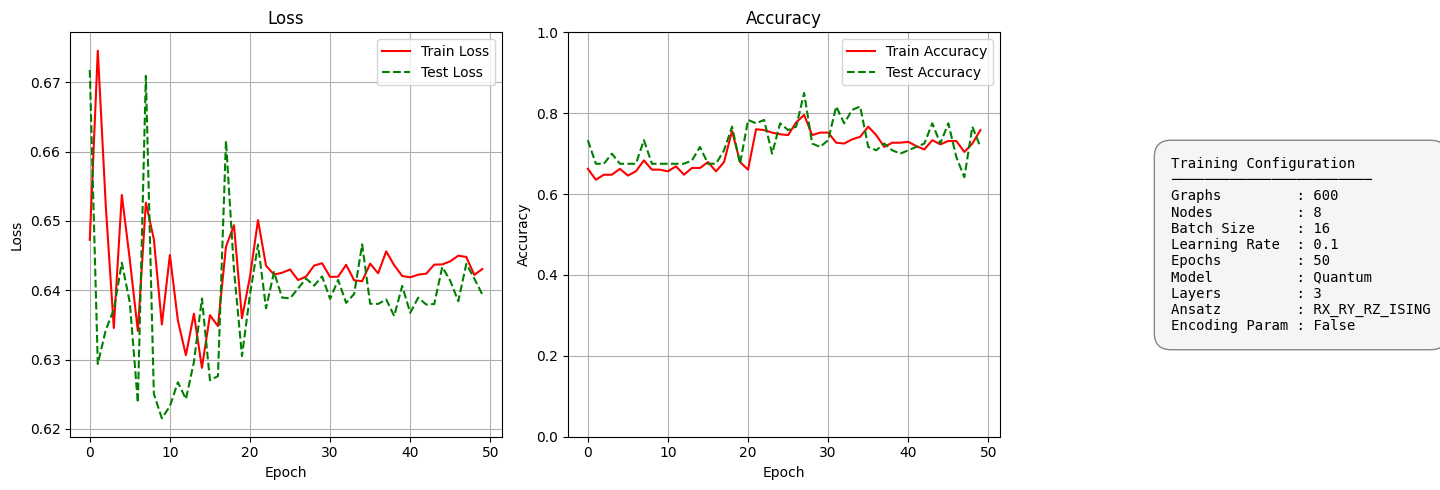 Loss
0.67
0.66
0.65
0.64
0.63
0.62
Loss
0
10
20
30
40
50
Epoch
Train Loss
Test Loss
Accuracy
1.0
0.8
0.6
0.4
0.2
0.0
Accuracy
0
10
20
30
40
50
Epoch
Train Accuracy
Test Accuracy
Training Configuration
Graphs : 600
Nodes : 8
Batch Size : 16
Learning Rate : 0.1
Epochs : 50
Model : Quantum
Layers : 3
Ansatz : RX_RY_RZ_ISING
Encoding Param : False